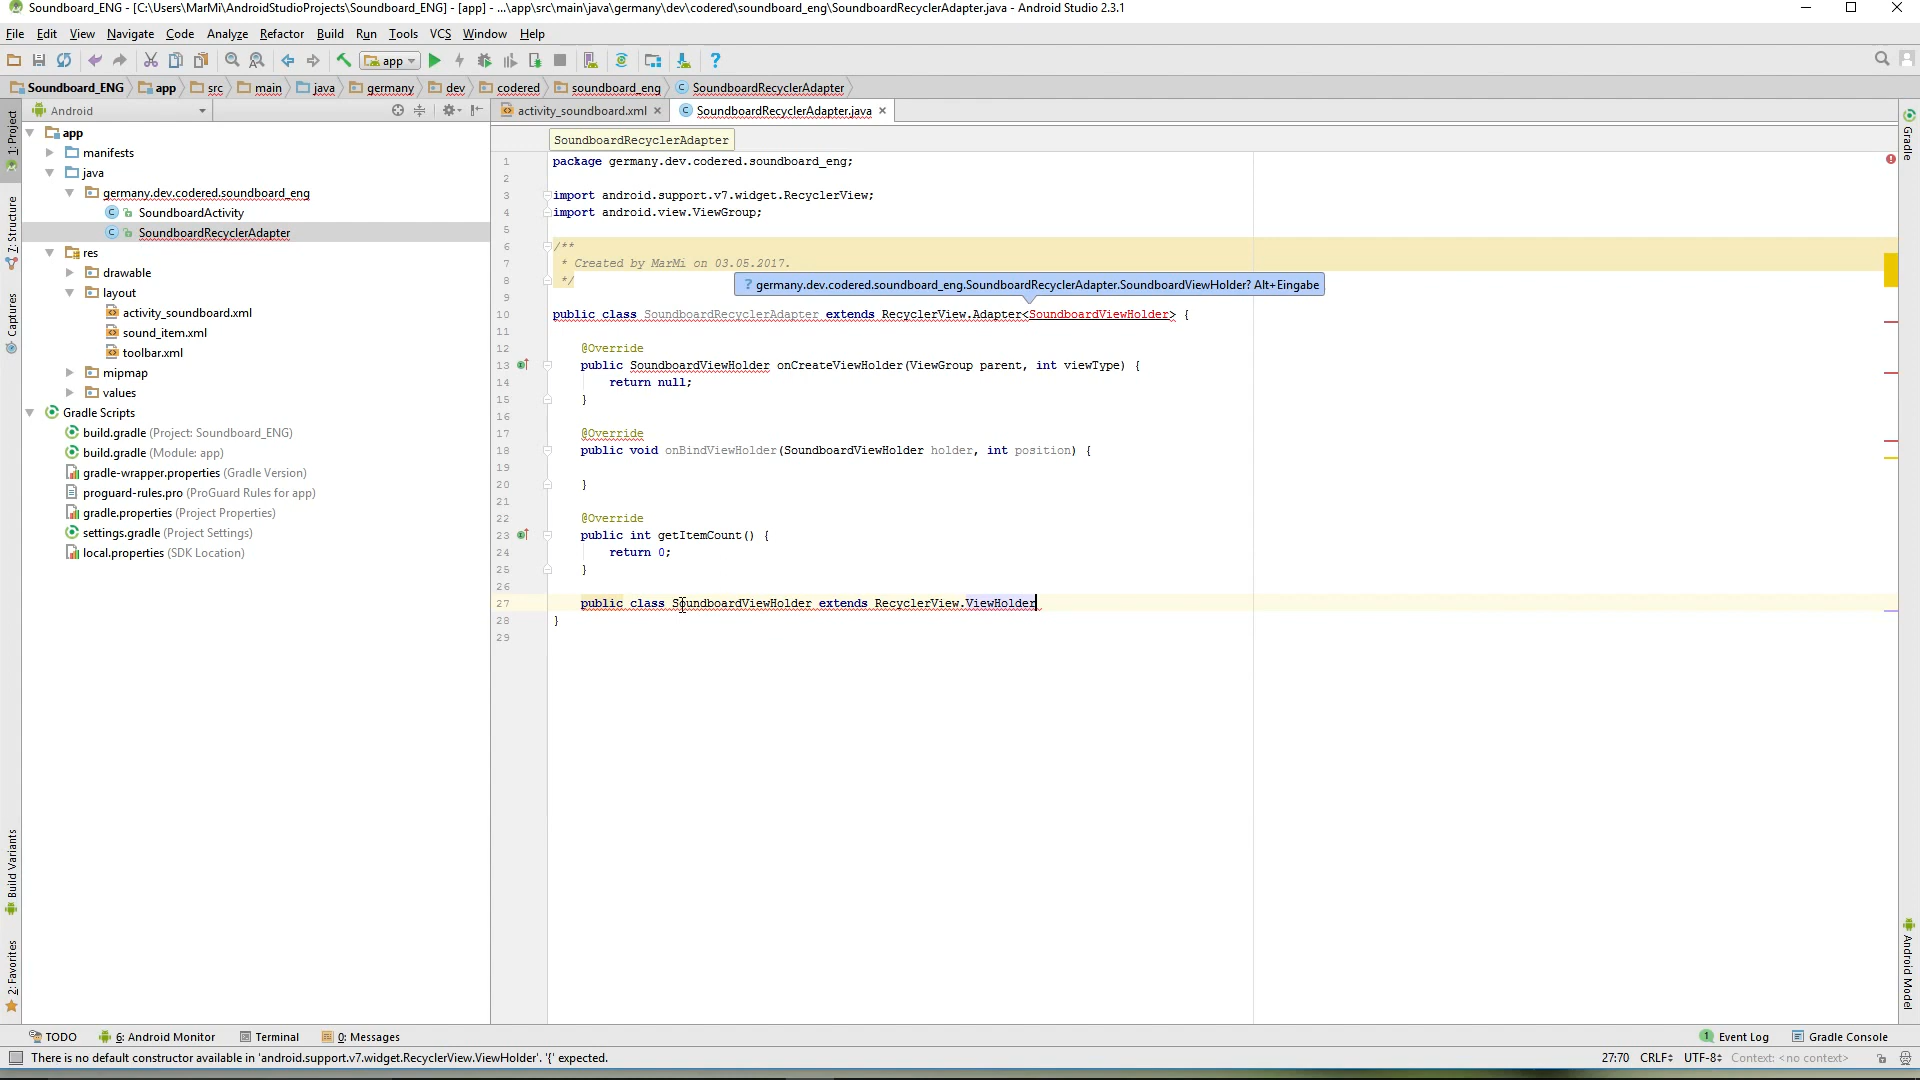 Soundboard_ENG - [C:\Users\MarMi\AndroidStudioProjects\Soundboard_ENG] - [app] - ...\app\src\main\java\germany\dev\codered\soundboard_eng\SoundboardRecyclerAdapter.java - Android Studio 2.3.1
File Edit View Navigate Code Analyze Refactor Build Run Tools VCS Window Help
app
Soundboard_ENG app src main java germany dev codered soundboard_eng SoundboardRecyclerAdapter
Android activity_soundboard.xml SoundboardRecyclerAdapter.java
1: Project
7: Structure
Captures
Build Variants
2: Favorites
app
manifests
java
germany.dev.codered.soundboard_eng
SoundboardActivity
SoundboardRecyclerAdapter
res
drawable
layout
activity_soundboard.xml
sound_item.xml
toolbar.xml
mipmap
values
Gradle Scripts
build.gradle (Project: Soundboard_ENG)
build.gradle (Module: app)
gradle-wrapper.properties (Gradle Version)
proguard-rules.pro (ProGuard Rules for app)
gradle.properties (Project Properties)
settings.gradle (Project Settings)
local.properties (SDK Location)
SoundboardRecyclerAdapter
1 package germany.dev.codered.soundboard_eng;
2
3 import android.support.v7.widget.RecyclerView;
4 import android.view.ViewGroup;
5
6 /**
7 * Created by MarMi on 03.05.2017.
8 */
? germany.dev.codered.soundboard_eng.SoundboardRecyclerAdapter.SoundboardViewHolder? Alt+Eingabe
9
10 public class SoundboardRecyclerAdapter extends RecyclerView.Adapter<SoundboardViewHolder> {
11
12 @Override
13 public SoundboardViewHolder onCreateViewHolder(ViewGroup parent, int viewType) {
14 return null;
15 }
16
17 @Override
18 public void onBindViewHolder(SoundboardViewHolder holder, int position) {
19
20 }
21
22 @Override
23 public int getItemCount() {
24 return 0;
25 }
26
27 public class SoundboardViewHolder extends RecyclerView.ViewHolder
28 }
29
Gradle
Android Model
TODO 6: Android Monitor Terminal 0: Messages 1 Event Log Gradle Console
There is no default constructor available in 'android.support.v7.widget.RecyclerView.ViewHolder'. '{' expected. 27:70 CRLF UTF-8 Context: <no context>